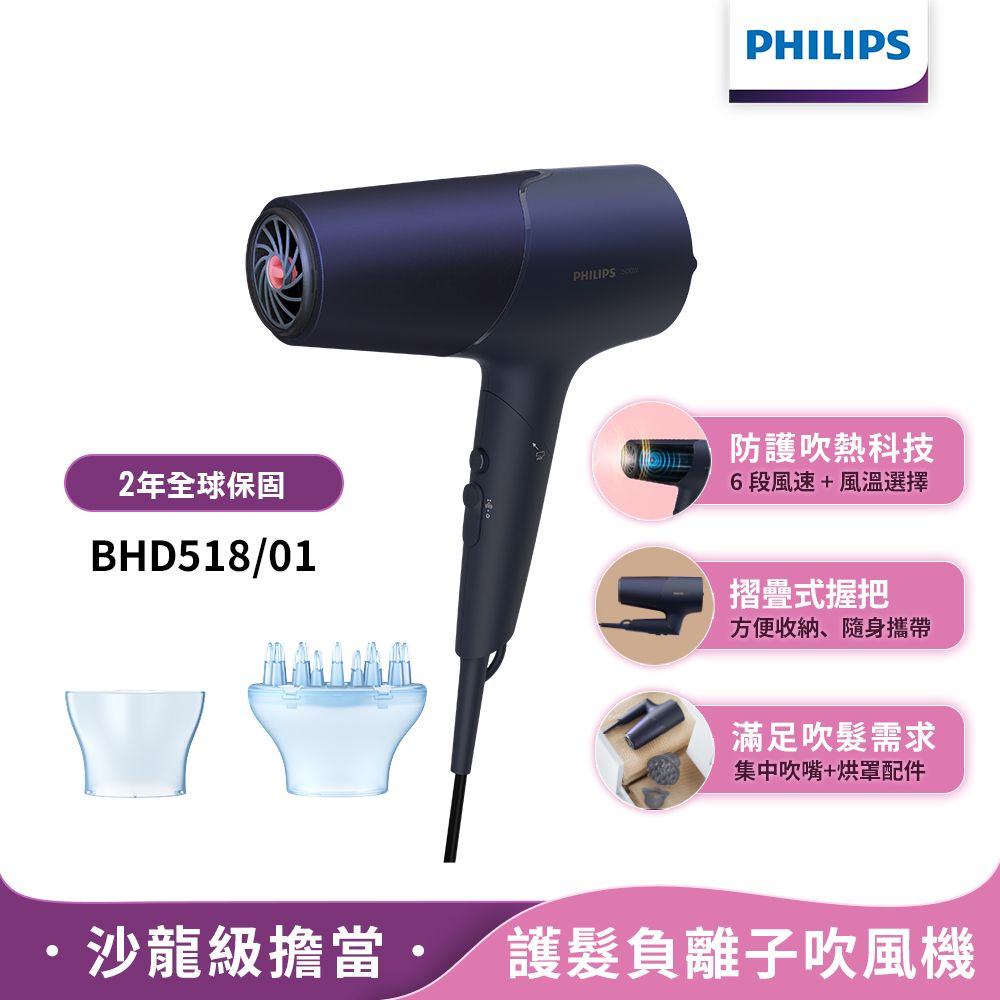 PHILIPS
PHILIPS
防護吹熱科技
6 段風速 + 風溫選擇
2年全球保固
BHD518/01
摺疊式握把
方便收納、隨身攜帶
滿足吹髮需求
集中吹嘴+烘罩配件
・沙龍級擔當・
護髮負離子吹風機